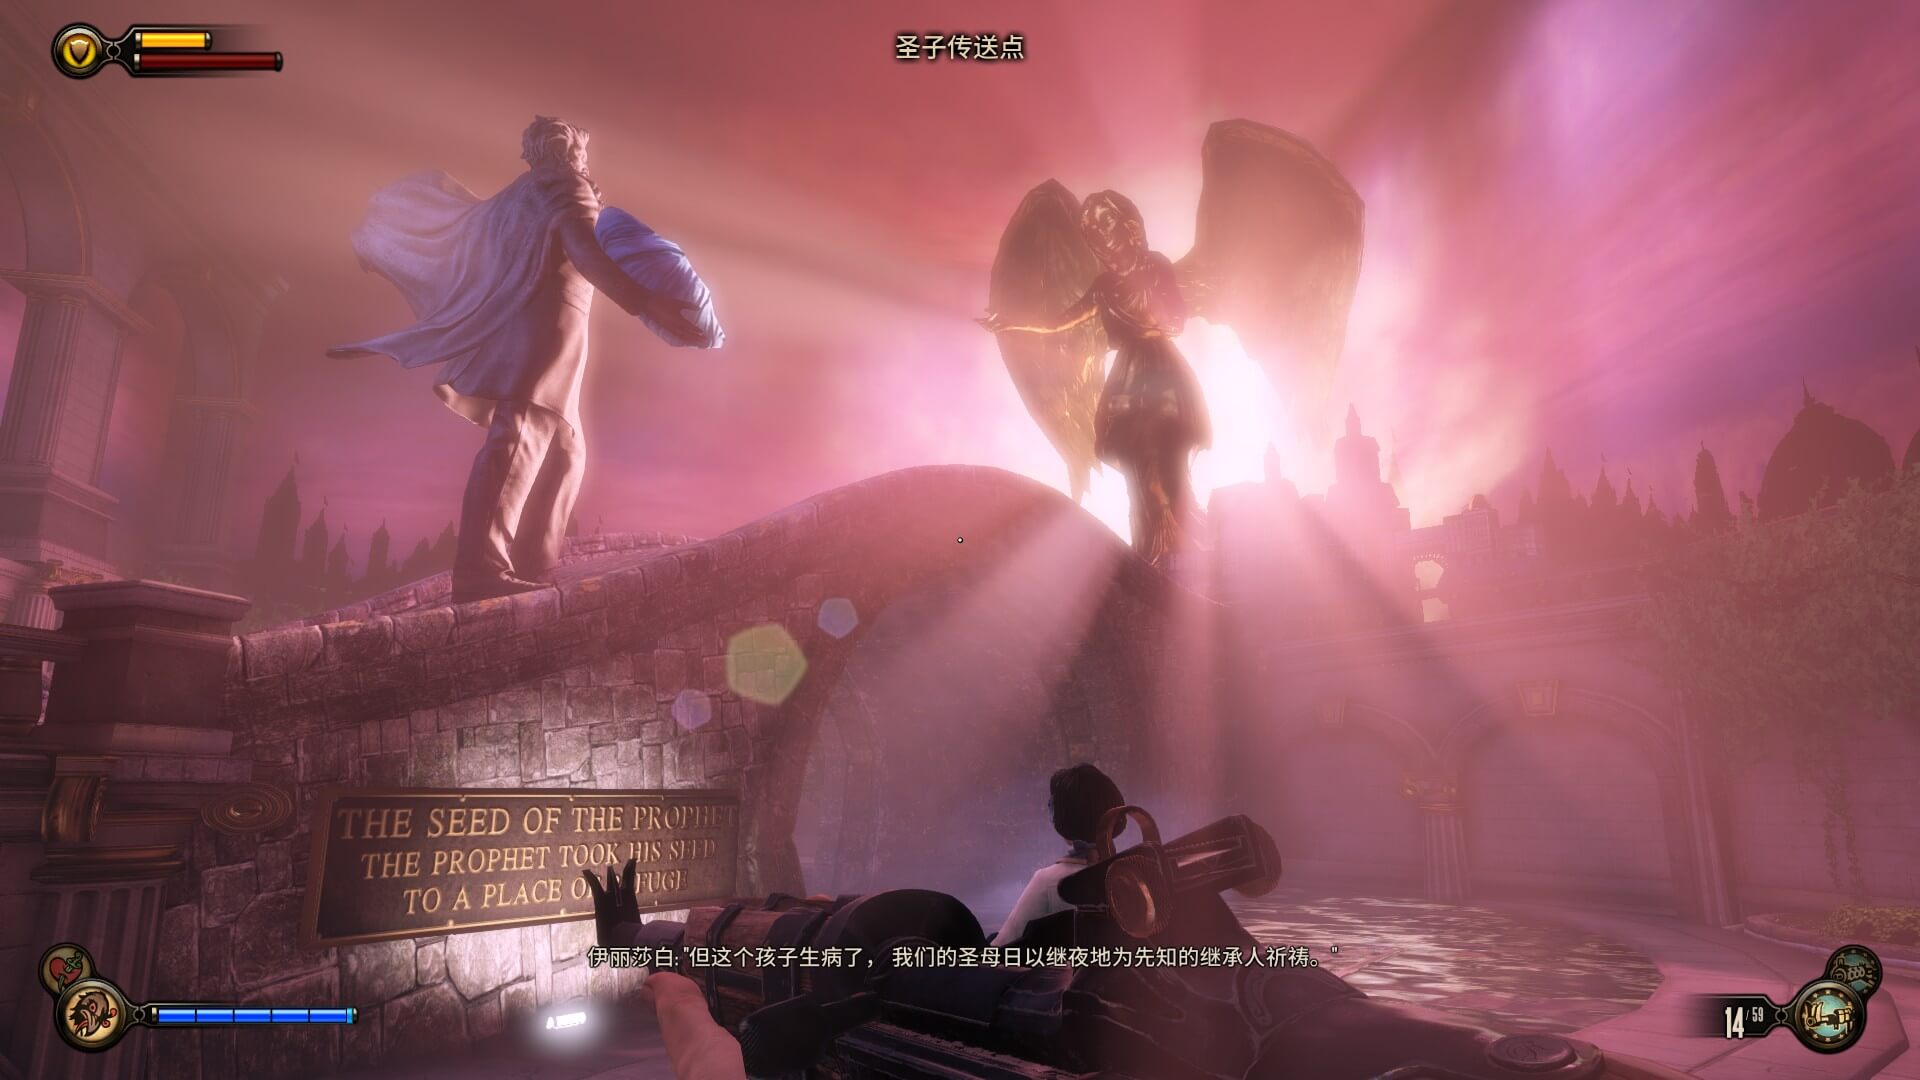 圣子传送点
THE SEED OF THE PROPHET
THE PROPHET TOOK HIS SEED
TO A PLACE OF REFUGE
伊丽莎白:"但这个孩子生病了，我们的圣母日以继夜地为先知的继承人祈祷。"
14/59